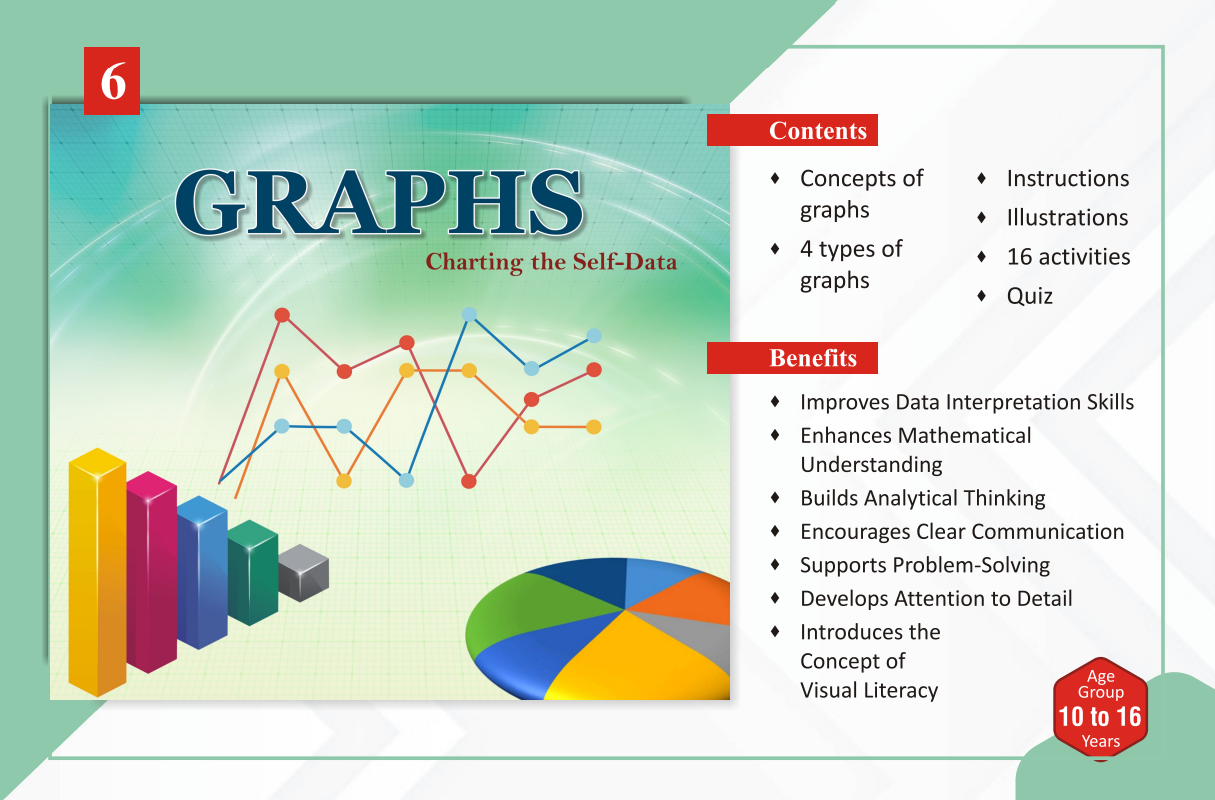 6
GRAPHS
Charting the Self-Data
Contents
♦ Concepts of
graphs
♦ 4 types of
graphs
♦ Instructions
♦ Illustrations
♦ 16 activities
♦ Quiz
Benefits
♦ Improves Data Interpretation Skills
♦ Enhances Mathematical
Understanding
♦ Builds Analytical Thinking
♦ Encourages Clear Communication
♦ Supports Problem-Solving
♦ Develops Attention to Detail
♦ Introduces the
Concept of
Visual Literacy
Age
Group
10 to 16
Years